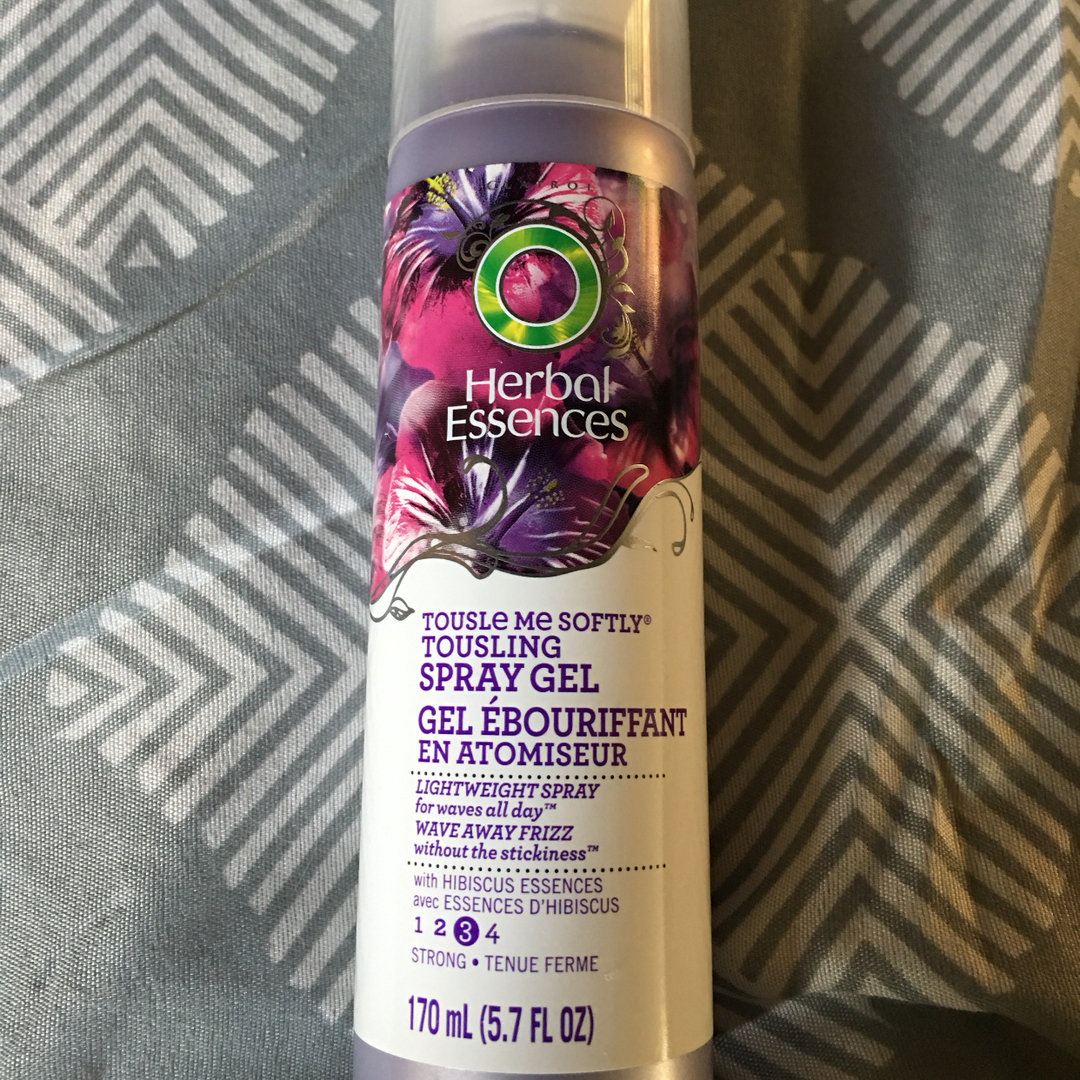 Herbal
Essences
TOUSLe Me SOFTLY®
TOUSLING
SPRAY GEL
GEL ÉBOURIFFANT
EN ATOMISEUR
LIGHTWEIGHT SPRAY
for waves all day™
WAVE AWAY FRIZZ
without the stickiness™
with HIBISCUS ESSENCES
avec ESSENCES D'HIBISCUS
1 2 3 4
STRONG • TENUE FERME
170 mL (5.7 FL OZ)